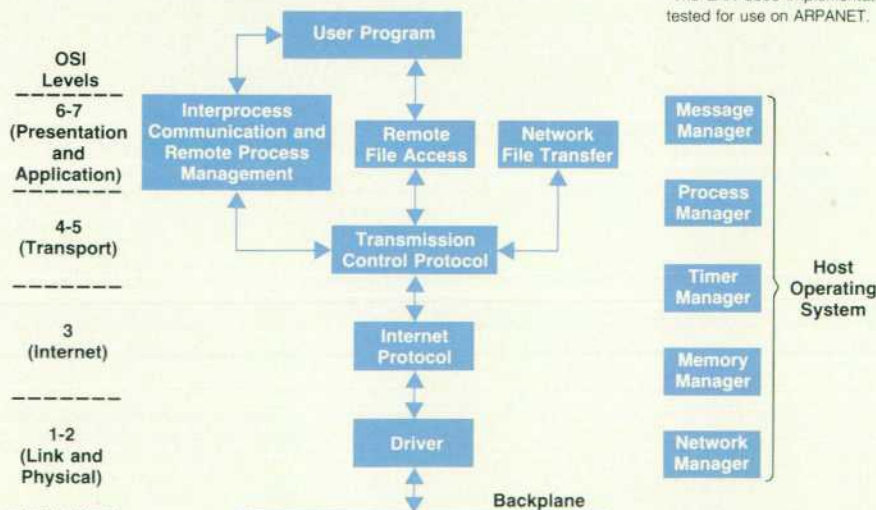 tested for use on ARPANET.
User Program
OSI
Levels
6-7
(Presentation
and
Application)
Interprocess
Communication and
Remote Process
Management
Remote
File Access
Network
File Transfer
4-5
(Transport)
Transmission
Control Protocol
3
(Internet)
Internet
Protocol
1-2
(Link and
Physical)
Driver
Backplane
Message
Manager
Process
Manager
Timer
Manager
Memory
Manager
Network
Manager
Host
Operating
System